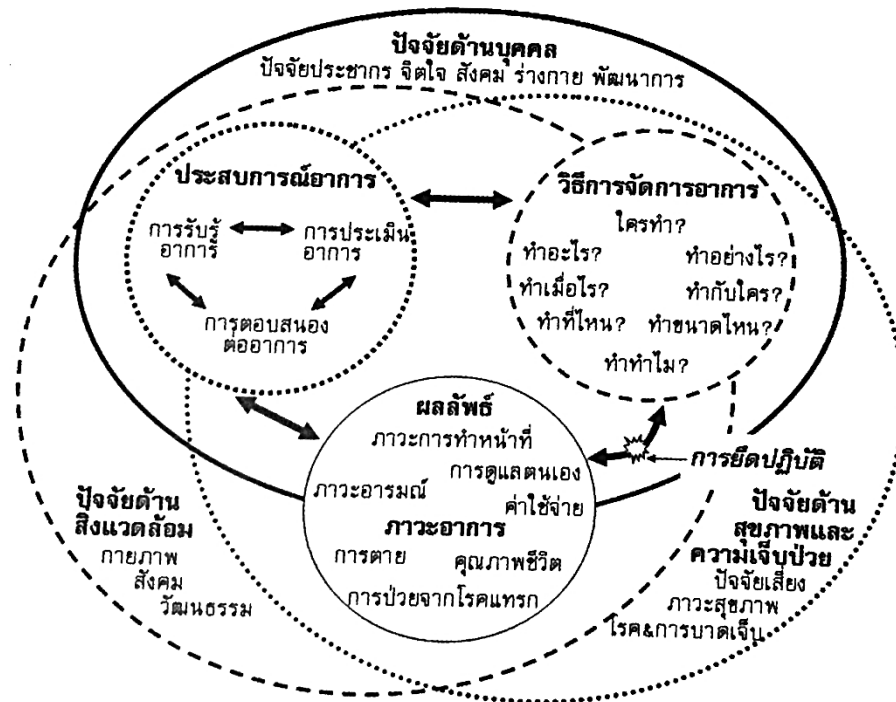 ปัจจัยด้านบุคคล
ปัจจัยประชากร จิตใจ สังคม ร่างกาย พัฒนาการ
ประสบการณ์อาการ
การรับรู้
อาการ
การประเมิน
อาการ
การตอบสนอง
ต่ออาการ
วิธีการจัดการอาการ
ใครทำ?
ทำอะไร?
ทำอย่างไร?
ทำเมื่อไร?
ทำกับใคร?
ทำที่ไหน?
ทำขนาดไหน?
ทำทำไม?
ผลลัพธ์
ภาวะการทำหน้าที่
การดูแลตนเอง
ภาวะอารมณ์
ค่าใช้จ่าย
ภาวะอาการ
การตาย
คุณภาพชีวิต
การป่วยจากโรคแทรก
การยึดปฏิบัติ
ปัจจัยด้าน
สิ่งแวดล้อม
กายภาพ
สังคม
วัฒนธรรม
ปัจจัยด้าน
สุขภาพและ
ความเจ็บป่วย
ปัจจัยเสี่ยง
ภาวะสุขภาพ
โรค&การบาดเจ็บ